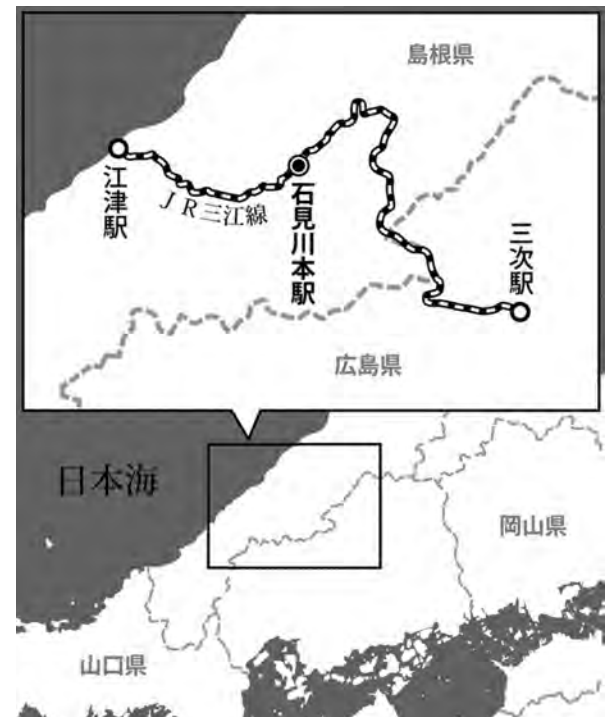 島根県
江津駅
JR三江線
石見川本駅
三次駅
広島県
日本海
岡山県
山口県